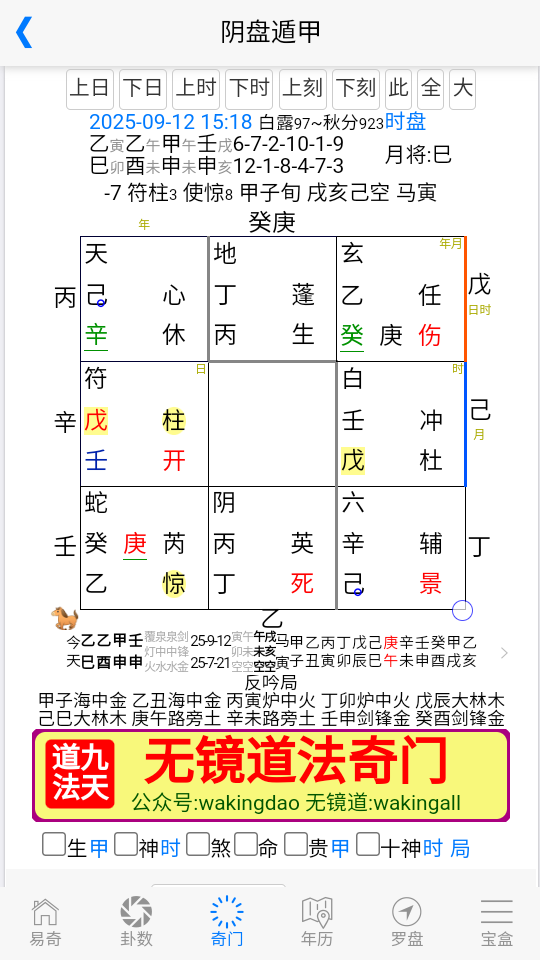 阴盘遁甲
上日 下日 上时 下时 上刻 下刻 此 全 大
2025-09-12 15:18 白露97~秋分923时盘
乙寅乙午甲午壬戌6-7-2-10-1-9
巳卯酉未申未申亥12-1-8-4-7-3
月将:巳
-7 符柱3 使惊8 甲子旬 戌亥己空 马寅
年 癸庚
天 地 玄 年月
丙 己 心 丁 蓬 乙 任 戊
日时
辛 休 丙 生 癸 庚 伤
符 日 白 时
辛 戊 柱 壬 冲 己
月
壬 开 戊 杜
蛇 阴 六
壬 癸 庚 芮 丙 英 辛 辅 丁
乙 惊 丁 死 己 景
乙
今乙乙甲壬 覆泉泉剑 25-9-12 寅午 午戌 马甲乙丙丁戊己庚辛壬癸甲乙
灯中中锋 卯未 未亥
天巳酉申申 火水水金 25-7-21 空空 空空 寅子丑寅卯辰巳午未申酉戌亥
反吟局
甲子海中金 乙丑海中金 丙寅炉中火 丁卯炉中火 戊辰大林木
己巳大林木 庚午路旁土 辛未路旁土 壬申剑锋金 癸酉剑锋金
道九
法天
无镜道法奇门
公众号:wakingdao 无镜道:wakingall
生甲 神时 煞 命 贵甲 十神时 局
易奇 卦数 奇门 年历 罗盘 宝盒